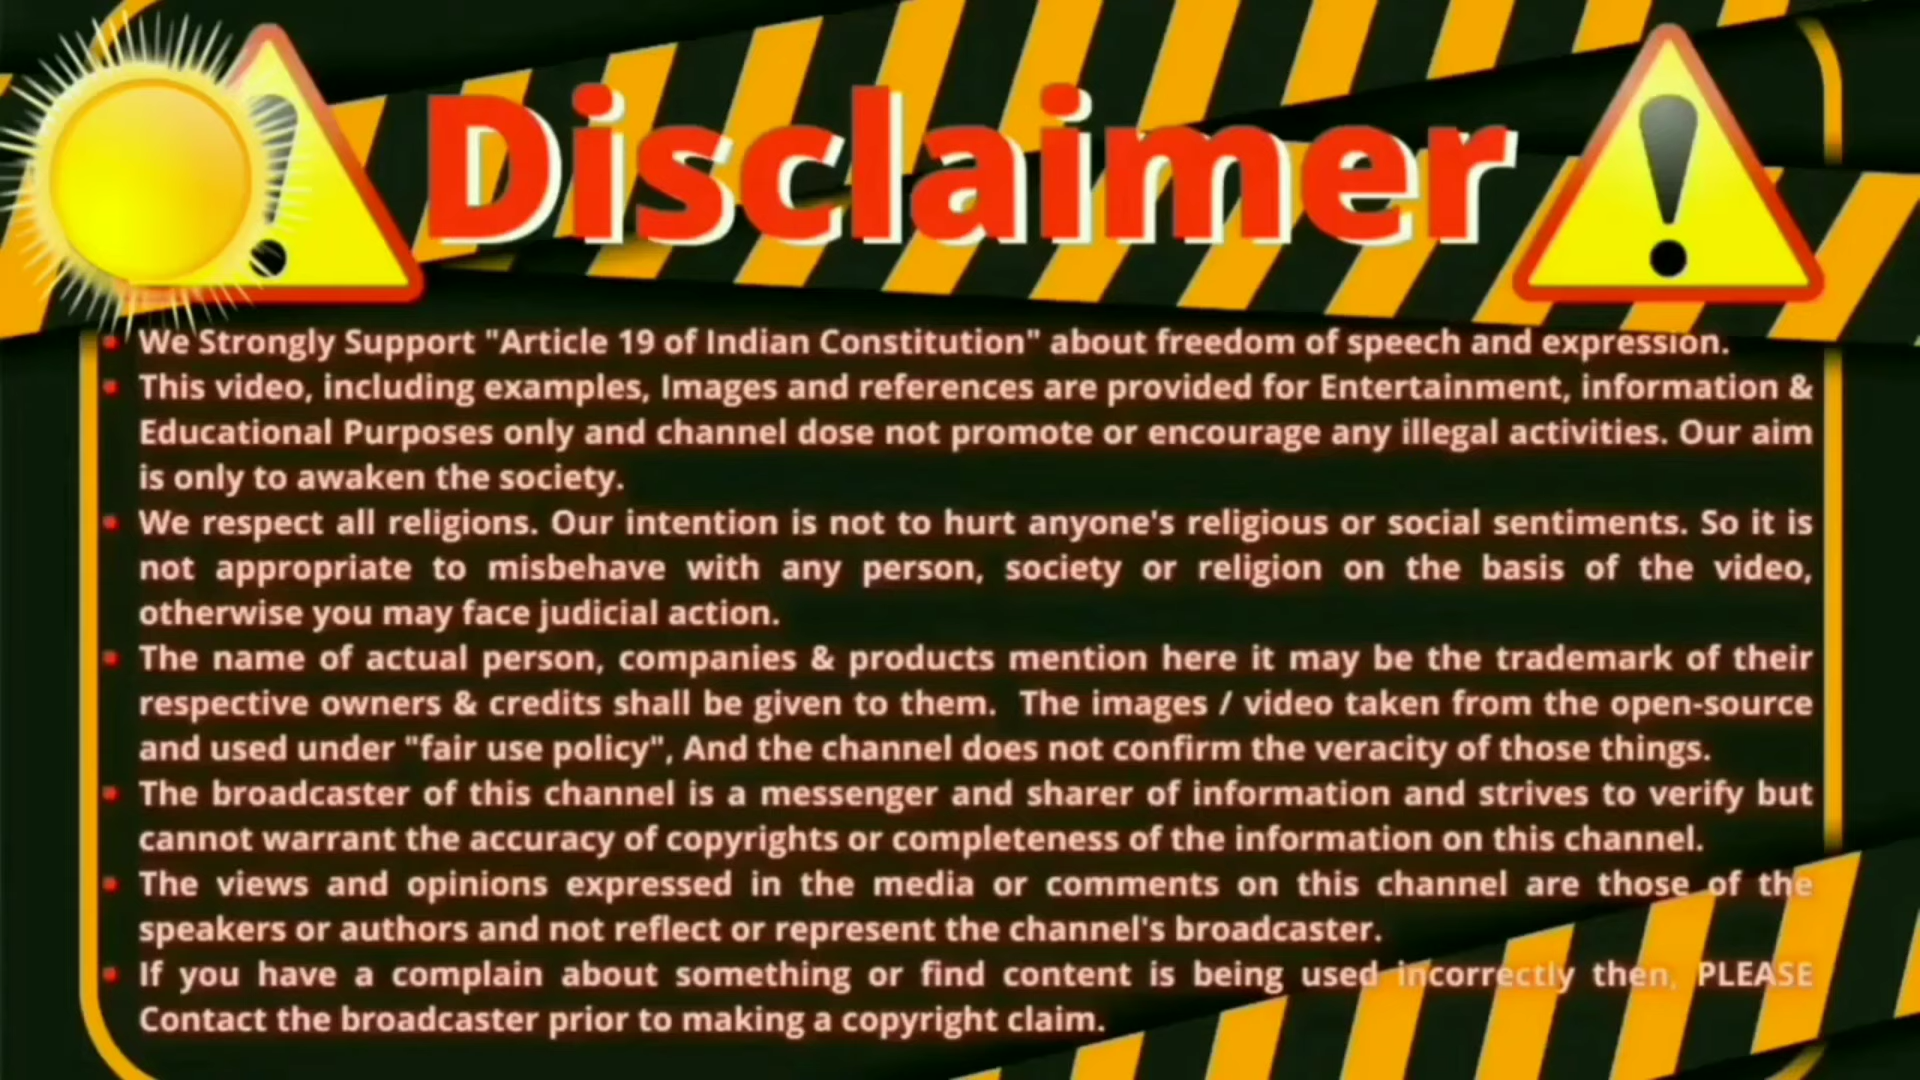 Disclaimer
• We Strongly Support "Article 19 of Indian Constitution" about freedom of speech and expression.
• This video, including examples, Images and references are provided for Entertainment, information &
Educational Purposes only and channel dose not promote or encourage any illegal activities. Our aim
is only to awaken the society.
• We respect all religions. Our intention is not to hurt anyone's religious or social sentiments. So it is
not appropriate to misbehave with any person, society or religion on the basis of the video,
otherwise you may face judicial action.
• The name of actual person, companies & products mention here it may be the trademark of their
respective owners & credits shall be given to them. The images / video taken from the open-source
and used under "fair use policy", And the channel does not confirm the veracity of those things.
• The broadcaster of this channel is a messenger and sharer of information and strives to verify but
cannot warrant the accuracy of copyrights or completeness of the information on this channel.
• The views and opinions expressed in the media or comments on this channel are those of the
speakers or authors and not reflect or represent the channel's broadcaster.
• If you have a complain about something or find content is being used incorrectly then, PLEASE
Contact the broadcaster prior to making a copyright claim.